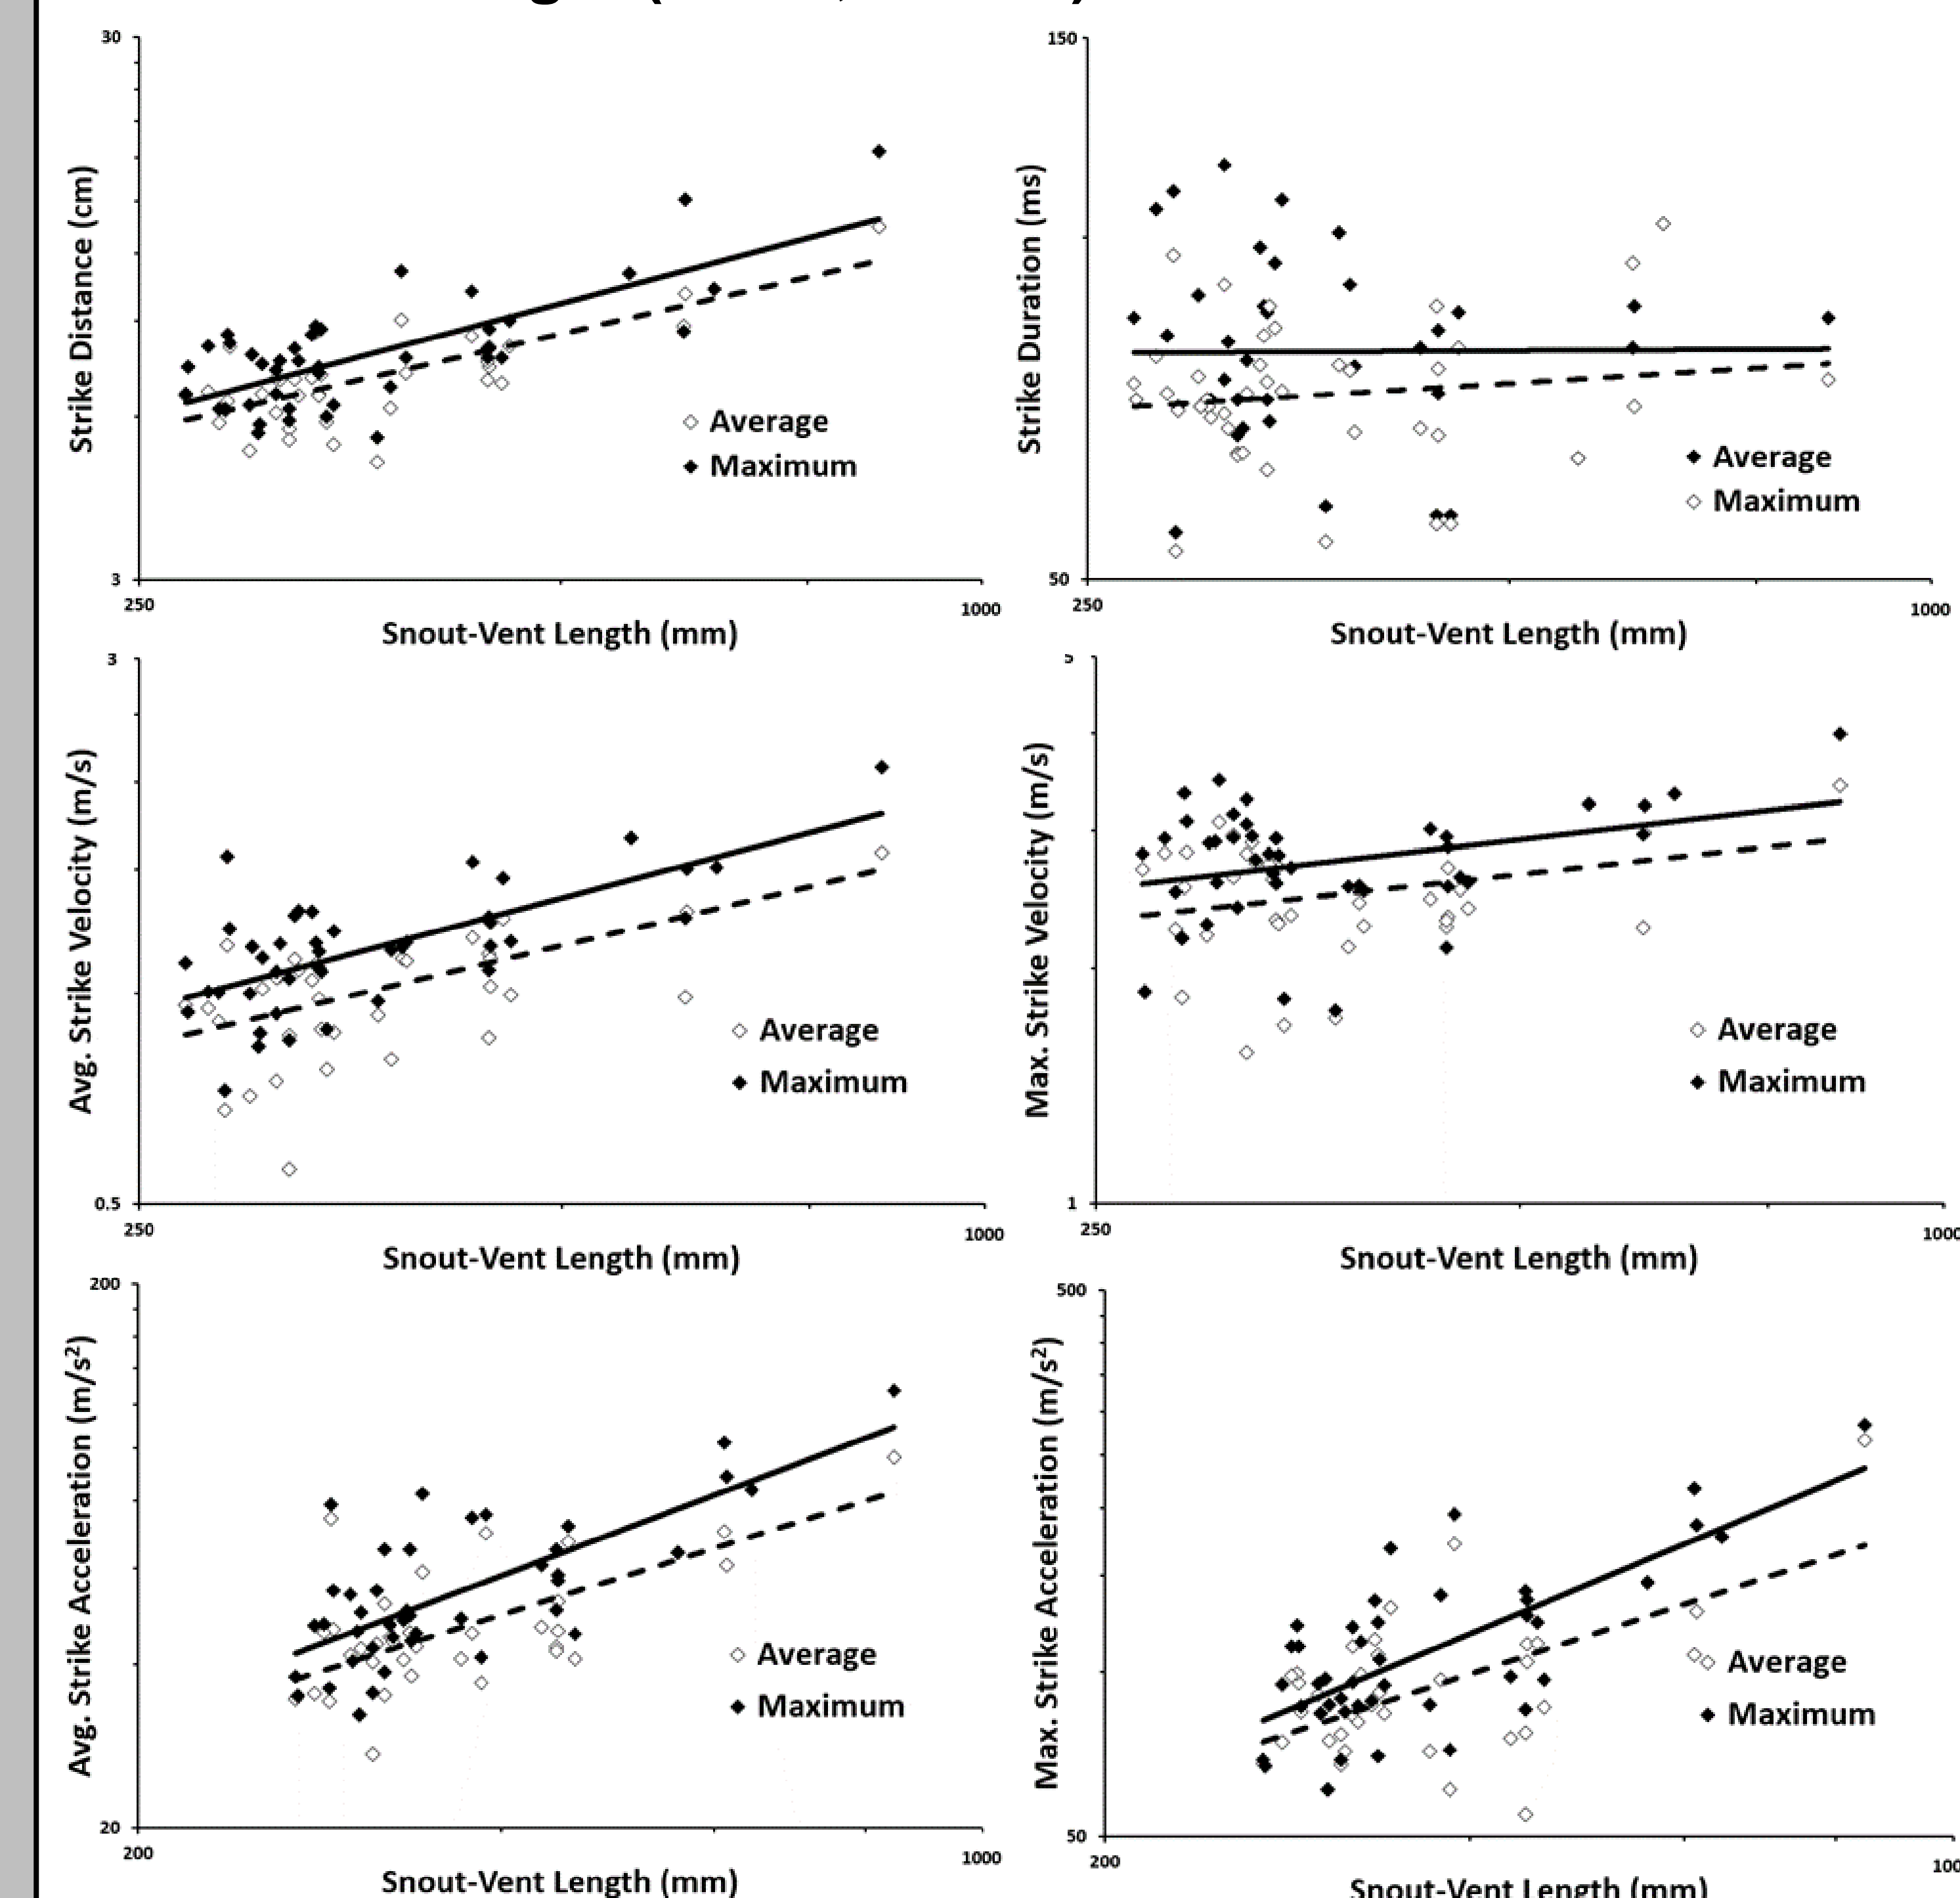 30
Strike Distance (cm)
Average
Maximum
3
250
1000
Snout-Vent Length (mm)
150
Strike Duration (ms)
Average
Maximum
50
250
1000
Snout-Vent Length (mm)
3
Avg. Strike Velocity (m/s)
Average
Maximum
0.5
250
1000
Snout-Vent Length (mm)
5
Max. Strike Velocity (m/s)
Average
Maximum
1
250
1000
Snout-Vent Length (mm)
200
Avg. Strike Acceleration (m/s²)
Average
Maximum
20
200
1000
Snout-Vent Length (mm)
500
Max. Strike Acceleration (m/s²)
Average
Maximum
50
200
100
Snout-Vent Length (mm)